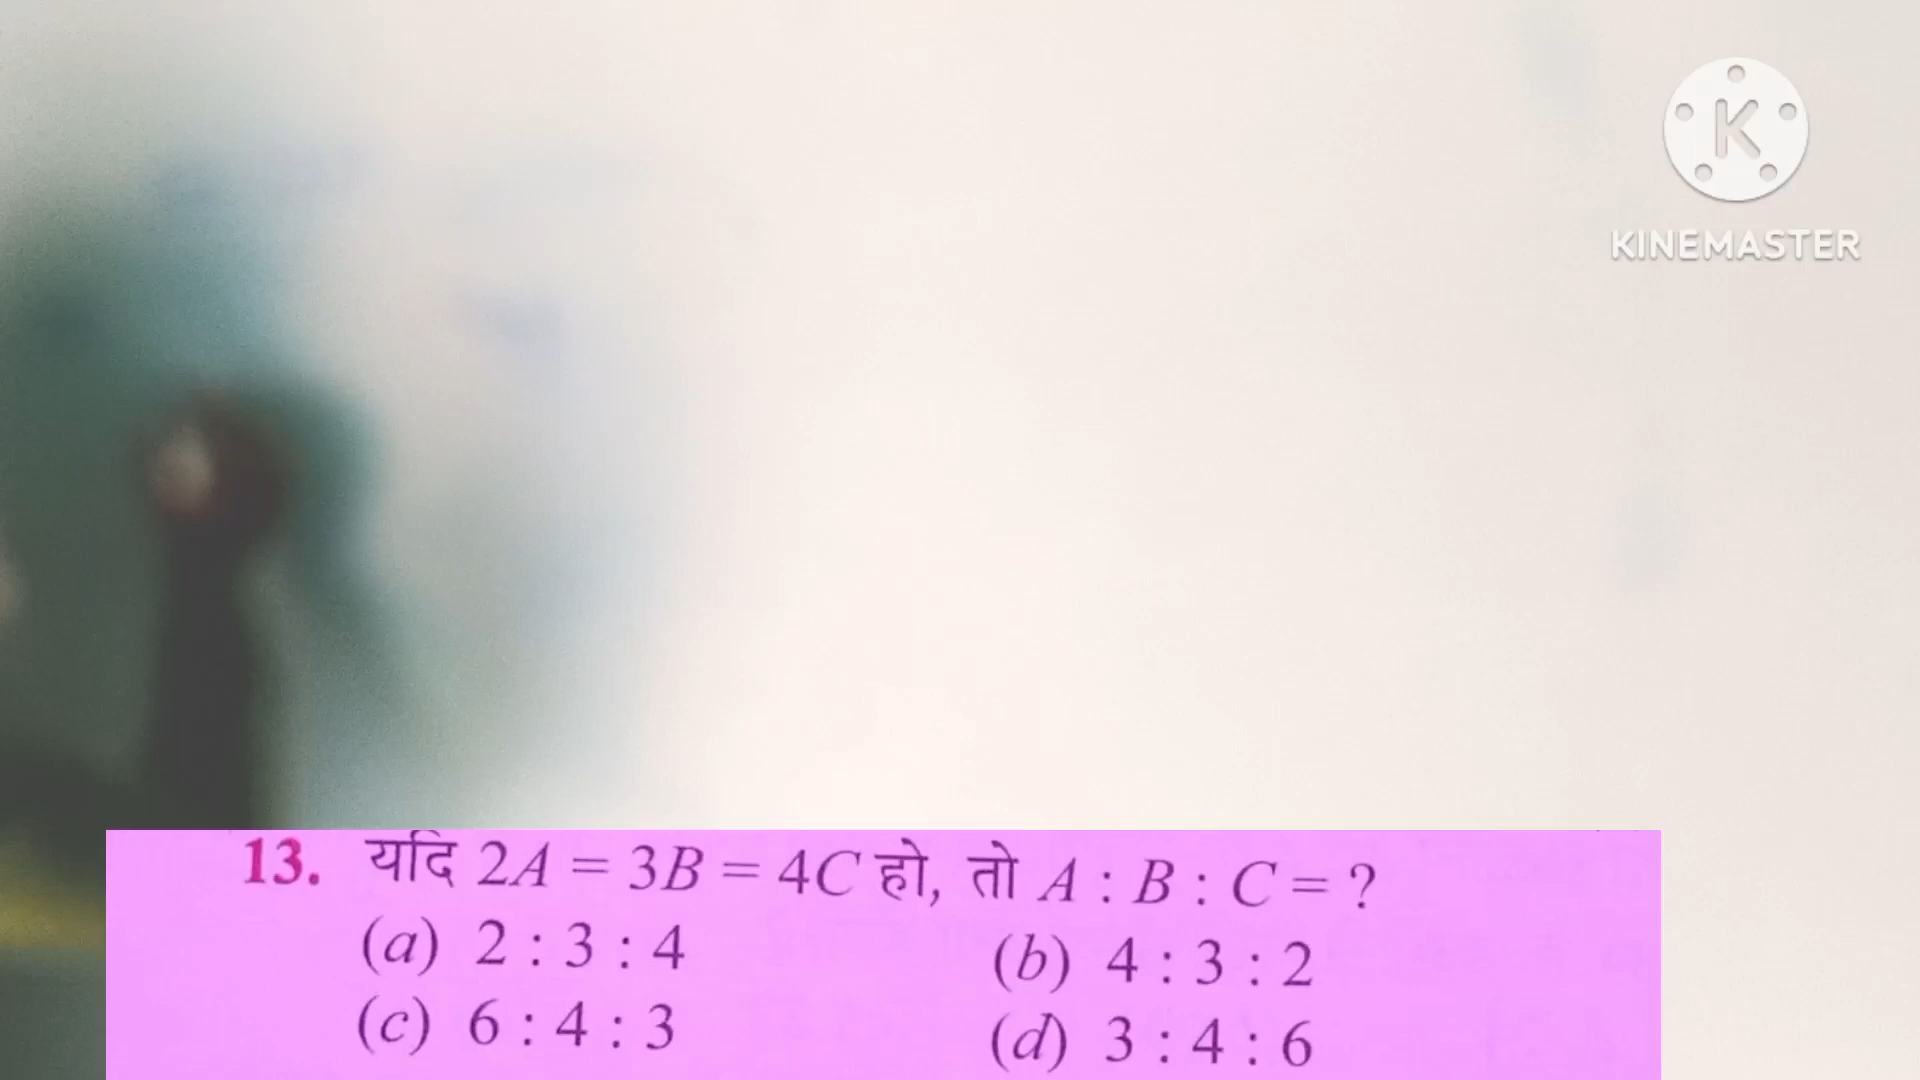 K
KINEMASTER
13. यदि 2A = 3B = 4C हो, तो A : B : C = ?
(a) 2 : 3 : 4 (b) 4 : 3 : 2
(c) 6 : 4 : 3 (d) 3 : 4 : 6